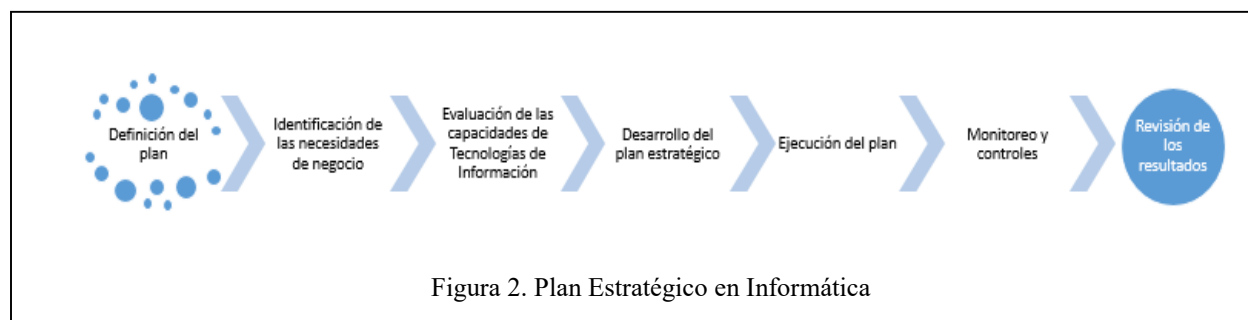 Definición del
plan
Identificación de
las necesidades
de negocio
Evaluación de las
capacidades de
Tecnologías de
Información
Desarrollo del
plan estratégico
Ejecución del plan
Monitoreo y
controles
Revisión de
los
resultados
Figura 2. Plan Estratégico en Informática